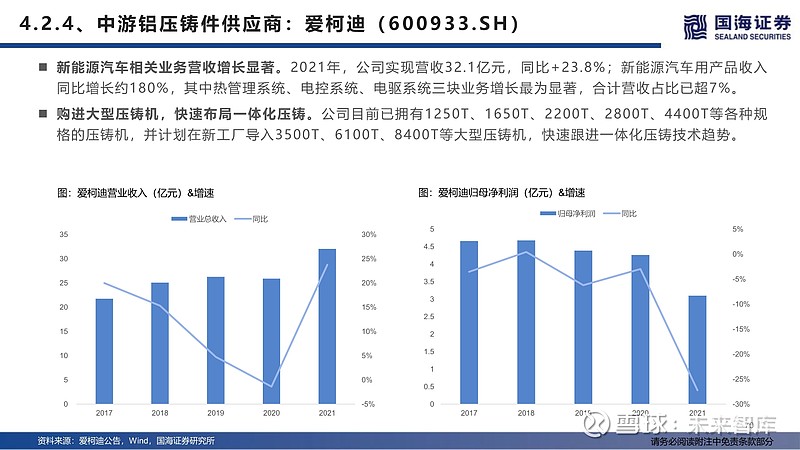 4.2.4、中游铝压铸件供应商：爱柯迪（600933.SH）
国海证券
SEALAND SECURITIES
■ 新能源汽车相关业务营收增长显著。2021年，公司实现营收32.1亿元，同比+23.8%；新能源汽车用产品收入
同比增长约180%，其中热管理系统、电控系统、电驱系统三块业务增长最为显著，合计营收占比已超7%。
■ 购进大型压铸机，快速布局一体化压铸。公司目前已拥有1250T、1650T、2200T、2800T、4400T等各种规
格的压铸机，并计划在新工厂导入3500T、6100T、8400T等大型压铸机，快速跟进一体化压铸技术趋势。
图：爱柯迪营业收入（亿元）&增速
营业总收入 同比
35 30%
30 25%
25 20%
20 15%
15 10%
10 5%
5 0%
0 -5%
2017 2018 2019 2020 2021
图：爱柯迪归母净利润（亿元）&增速
归母净利润 同比
5 5%
4.5 0%
4
3.5 -5%
3 -10%
2.5
2 -15%
1.5 -20%
1
0.5 -25%
0 -30%
2017 2018 2019 2020 2021
雪球：未来智库
70
资料来源：爱柯迪公告，Wind，国海证券研究所
请务必阅读附注中免责条款部分